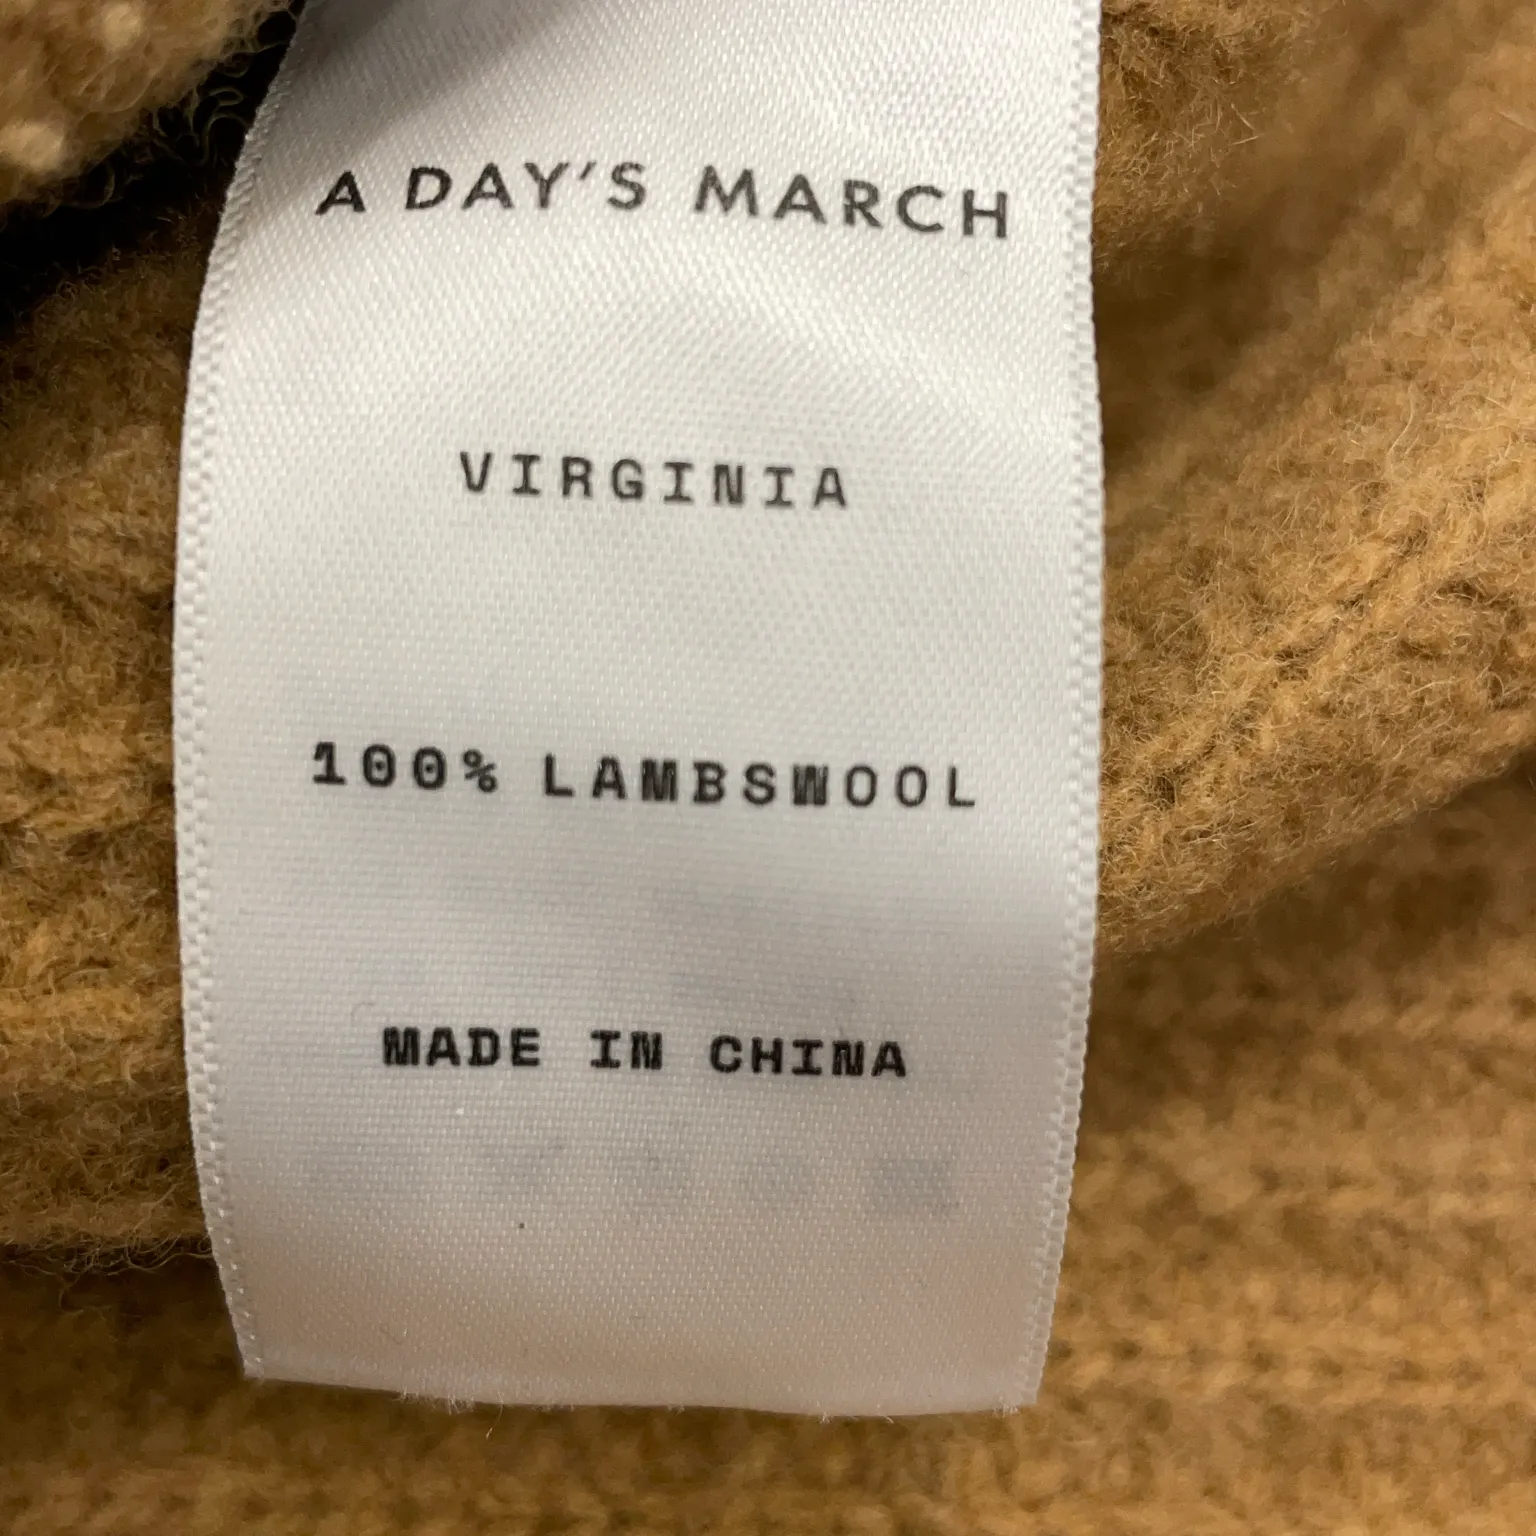 A DAY'S MARCH
VIRGINIA
100% LAMBSWOOL
MADE IN CHINA